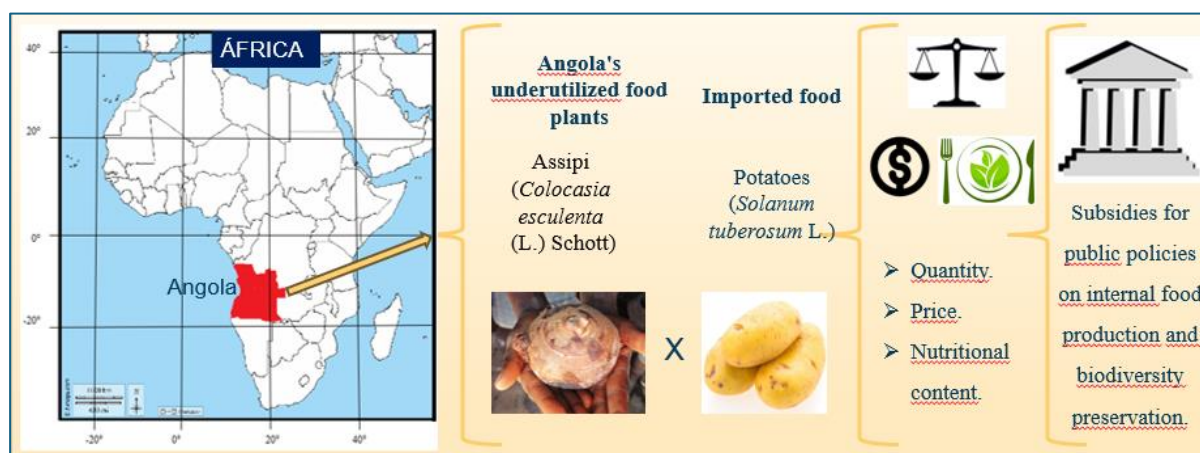 ÁFRICA
40°
20°
0°
-20°
Angola
-20°
0°
20°
40°
Angola's
underutilized food
plants
Assipi
(Colocasia
esculenta
(L.) Schott)
Imported food
Potatoes
(Solanum
tuberosum L.)
X
$
➢ Quantity.
➢ Price.
➢ Nutritional
content.
Subsidies for
public policies
on internal food
production and
biodiversity
preservation.